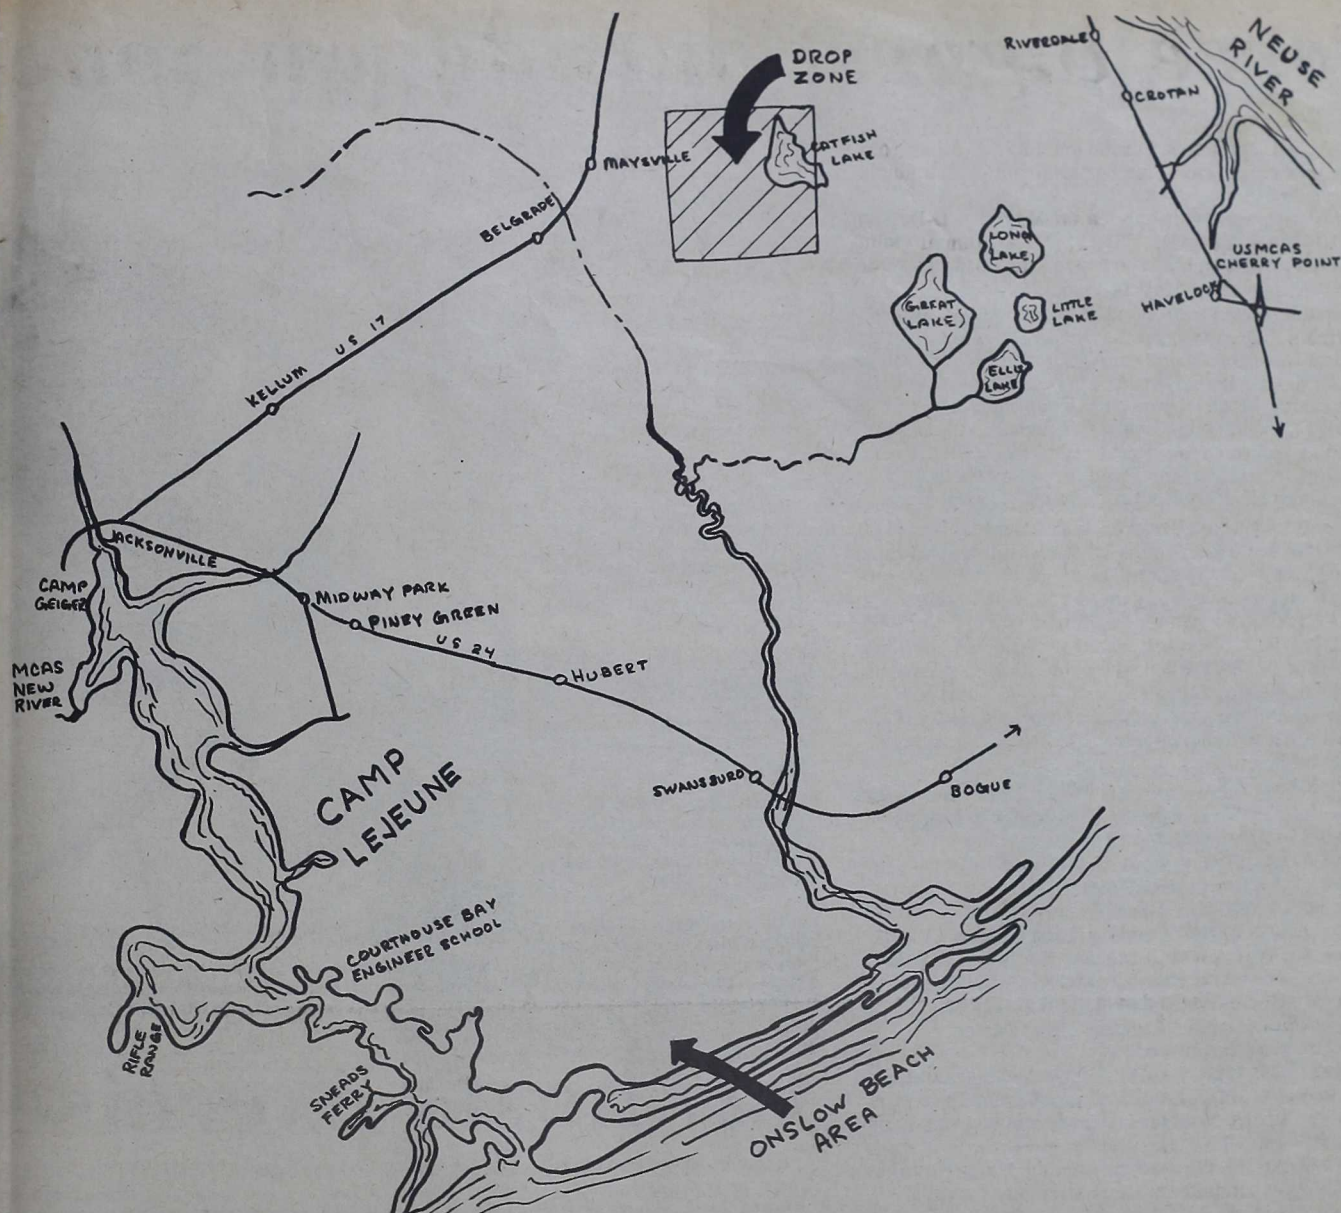 DROP
ZONE
RIVERDALE
NEUSE
RIVER
CROTAN
MAYSVILLE
CATFISH
LAKE
BELGRADE
LONG
LAKE
USMCAS
CHERRY POINT
GREAT
LAKE
LITTLE
LAKE
HAVELOCK
ELLIS
LAKE
US 17
KELLUM
JACKSONVILLE
CAMP
GEIGER
MIDWAY PARK
PINEY GREEN
US 24
HUBERT
MCAS
NEW
RIVER
CAMP
LEJEUNE
SWANSBURO
BOGUE
COURTHOUSE BAY
ENGINEER SCHOOL
RIFLE
RANGE
SNEADS
FERRY
ONSLOW BEACH
AREA